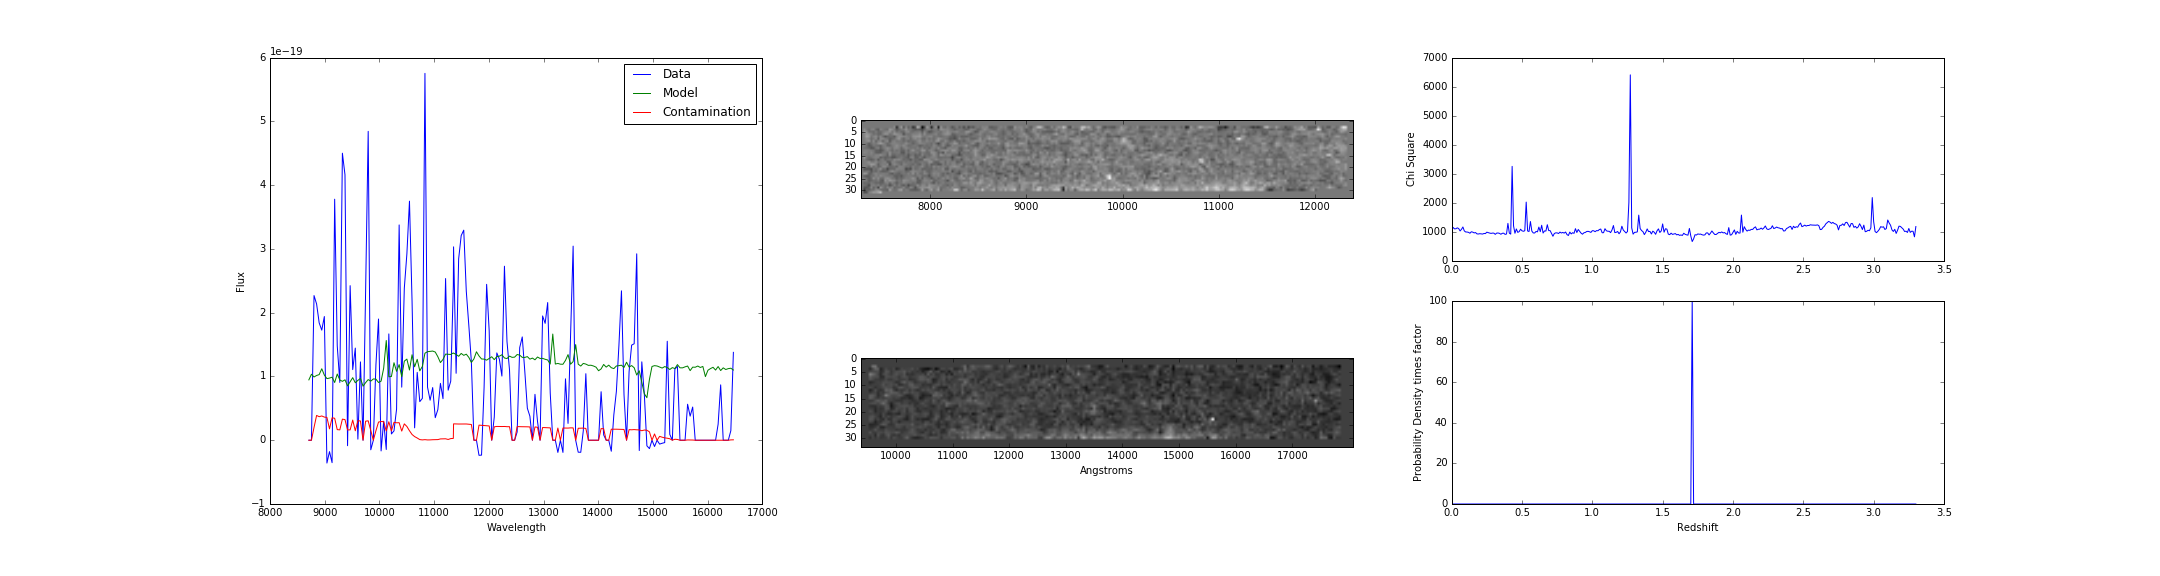 1e−19
6
5
4
3
2
1
0
−1
8000 9000 10000 11000 12000 13000 14000 15000 16000 17000
Flux
Wavelength
Data
Model
Contamination
0
5
10
15
20
25
30
8000 9000 10000 11000 12000
0
5
10
15
20
25
30
10000 11000 12000 13000 14000 15000 16000 17000
Angstroms
7000
6000
5000
4000
3000
2000
1000
0
0.0 0.5 1.0 1.5 2.0 2.5 3.0 3.5
Chi Square
100
80
60
40
20
0
0.0 0.5 1.0 1.5 2.0 2.5 3.0 3.5
Probability Density times factor
Redshift